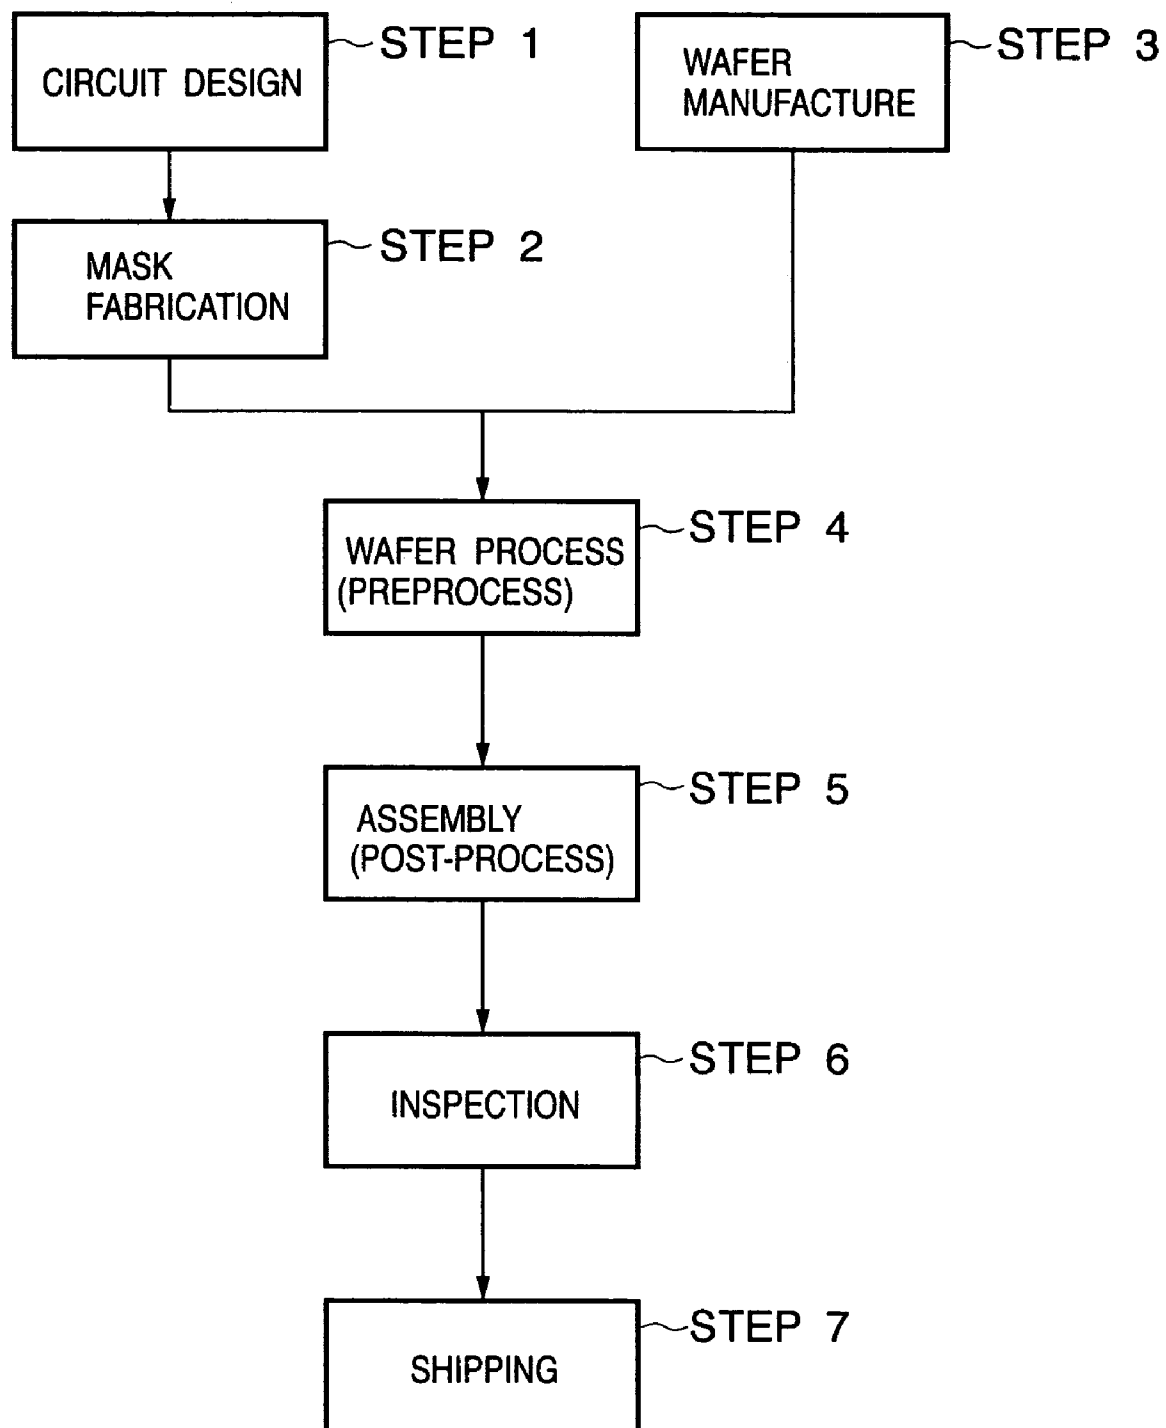 CIRCUIT DESIGN
STEP 1
WAFER
MANUFACTURE
STEP 3
MASK
FABRICATION
STEP 2
WAFER PROCESS
(PREPROCESS)
STEP 4
ASSEMBLY
(POST-PROCESS)
STEP 5
INSPECTION
STEP 6
SHIPPING
STEP 7